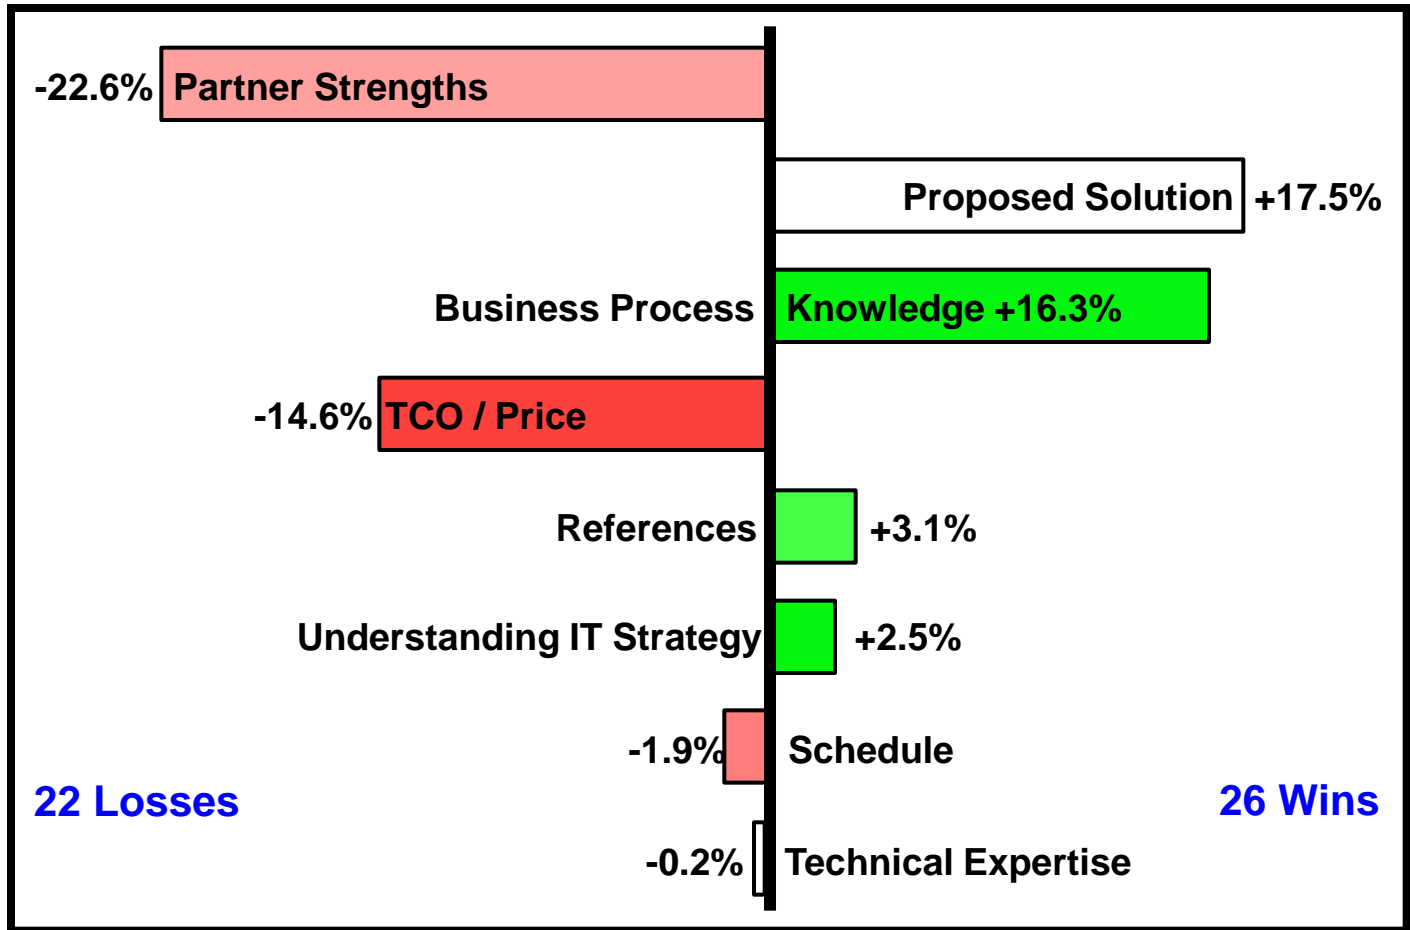 -22.6% Partner Strengths
Proposed Solution +17.5%
Business Process Knowledge +16.3%
-14.6% TCO / Price
References +3.1%
Understanding IT Strategy +2.5%
-1.9% Schedule
22 Losses
26 Wins
-0.2% Technical Expertise